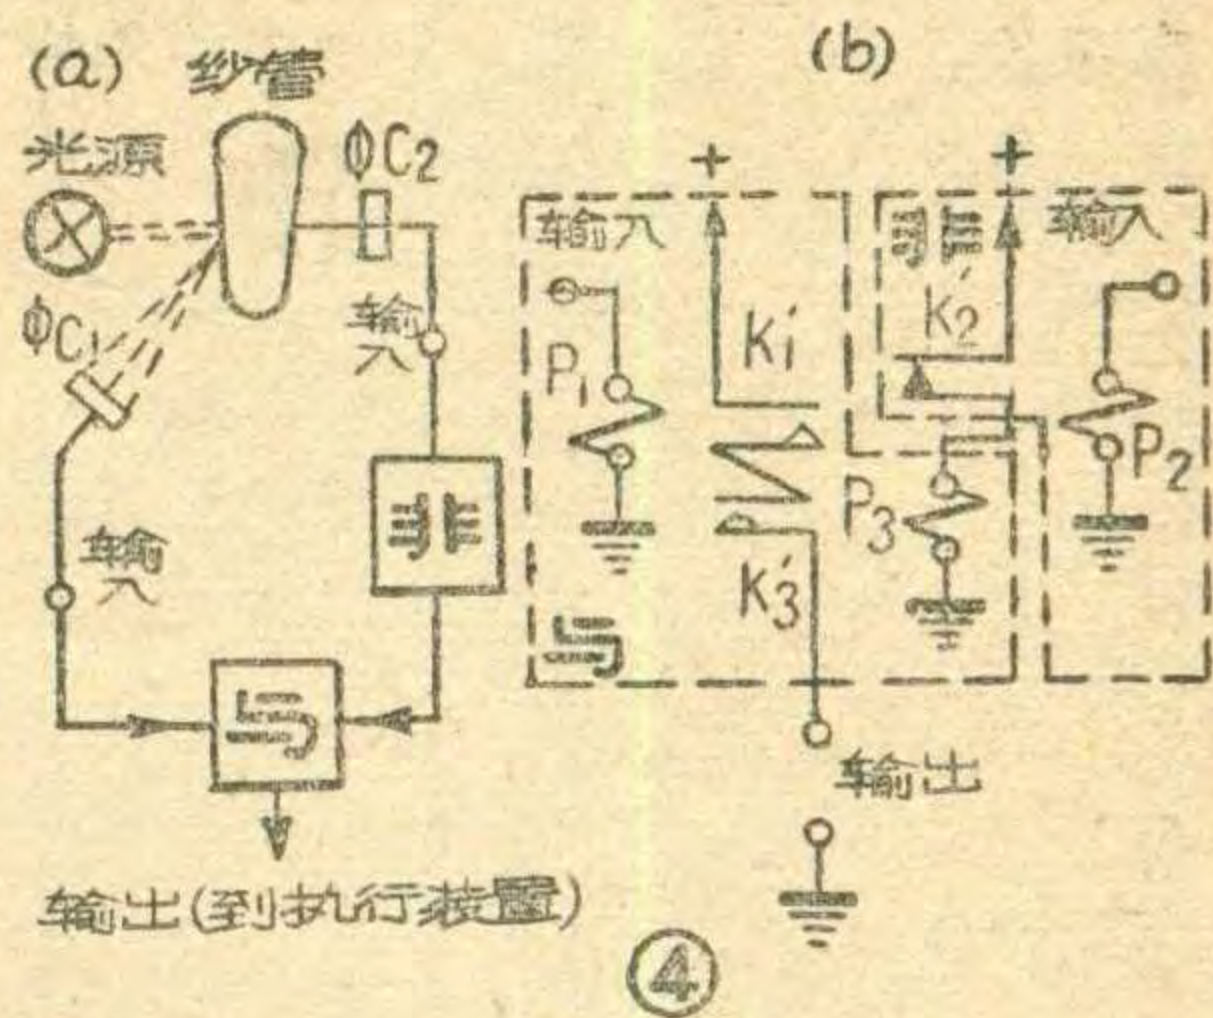 (a) 纱管
光源
ΦC2
ΦC1
输入
非
输入
与
输出(到执行装置)
(b)
+ +
输入
非
输入
P1
K1′
K2′
P2
P3
K3′
与
输出
④